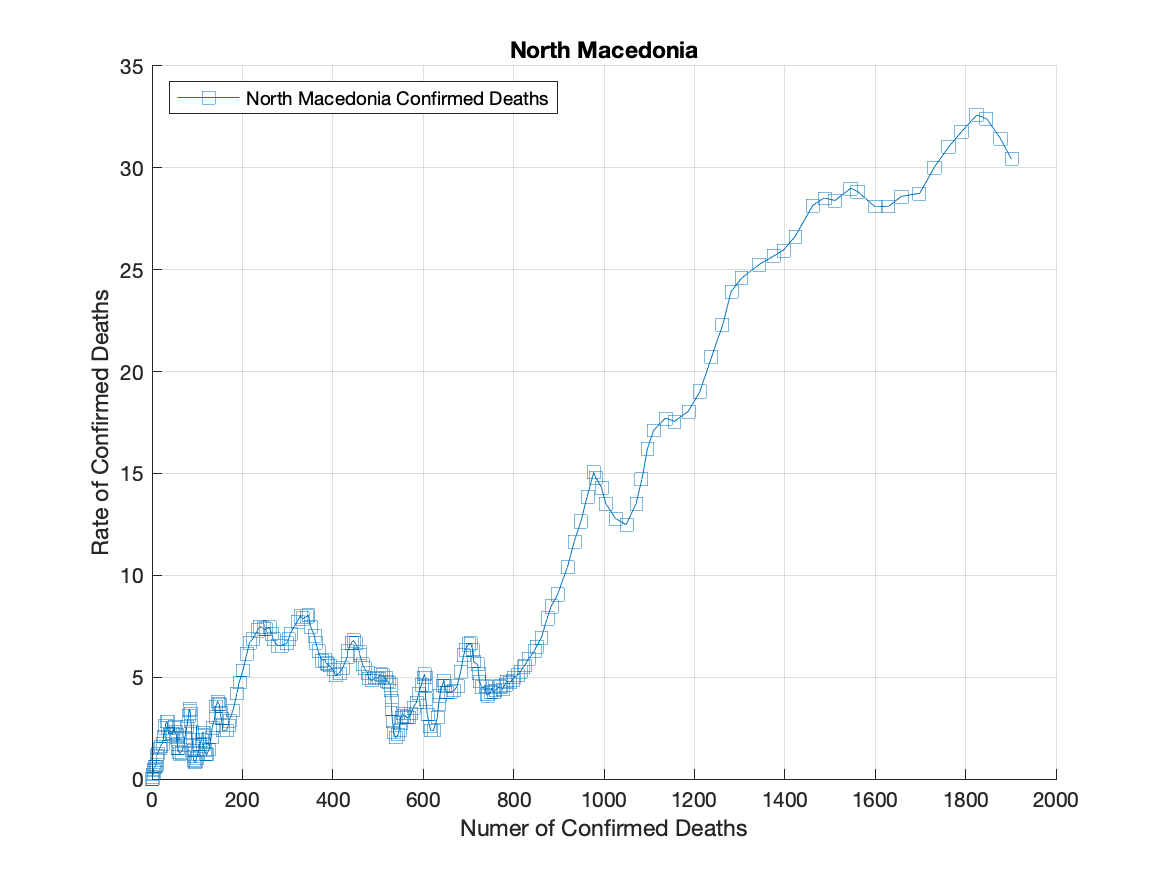 North Macedonia
35
North Macedonia Confirmed Deaths
30
25
20
15
10
5
0
Rate of Confirmed Deaths
0 200 400 600 800 1000 1200 1400 1600 1800 2000
Numer of Confirmed Deaths